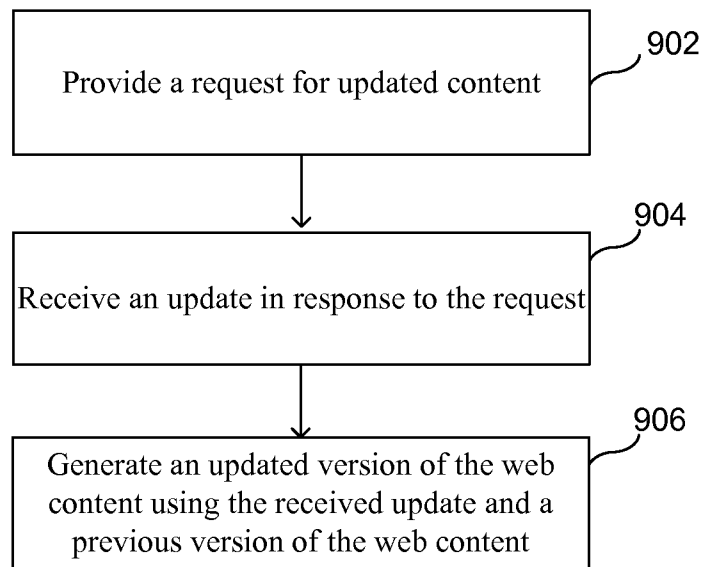 902
Provide a request for updated content
904
Receive an update in response to the request
906
Generate an updated version of the web
content using the received update and a
previous version of the web content